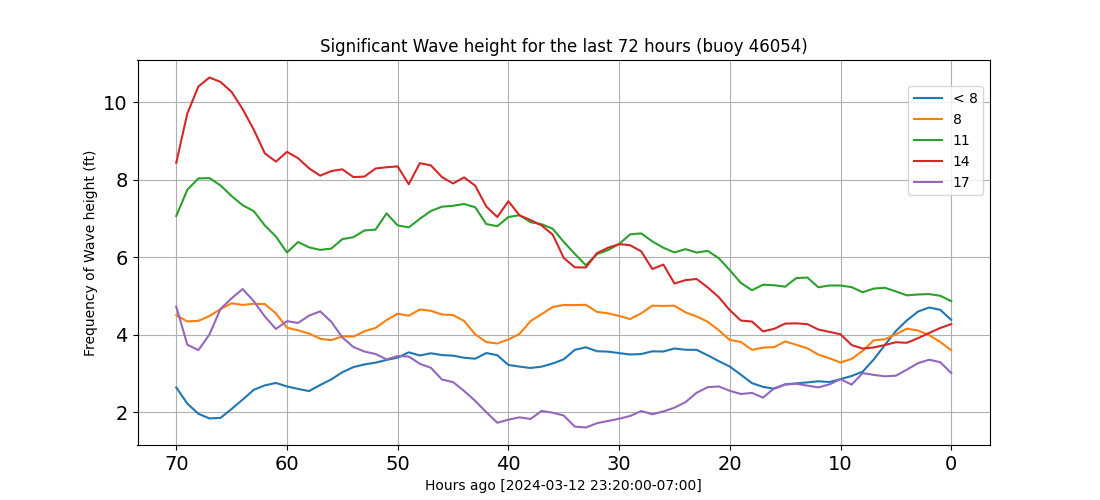 Significant Wave height for the last 72 hours (buoy 46054)
Frequency of Wave height (ft)
10
8
6
4
2
< 8
8
11
14
17
70 60 50 40 30 20 10 0
Hours ago [2024-03-12 23:20:00-07:00]